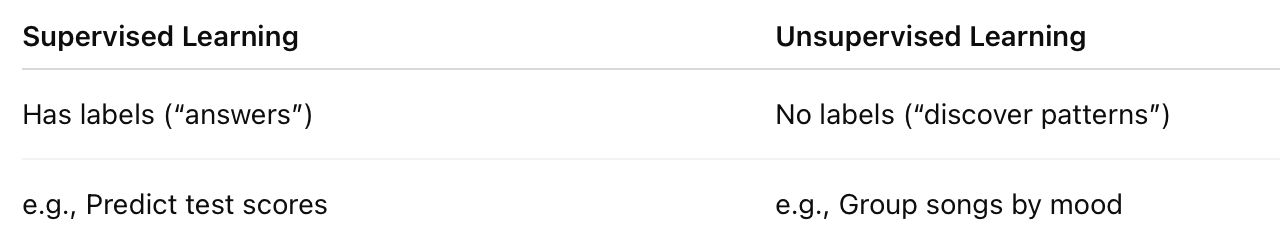 Supervised Learning
Unsupervised Learning
Has labels (“answers”)
No labels (“discover patterns”)
e.g., Predict test scores
e.g., Group songs by mood